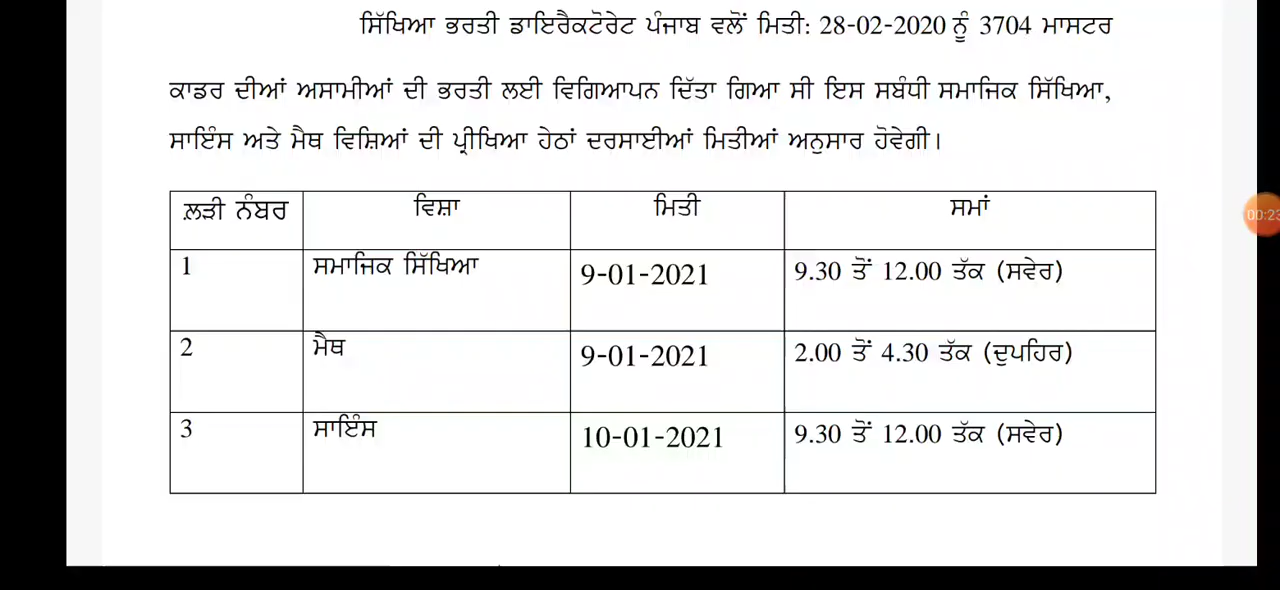 ਸਿੱਖਿਆ ਭਰਤੀ ਡਾਇਰੈਕਟੋਰੇਟ ਪੰਜਾਬ ਵਲੋਂ ਮਿਤੀ: 28-02-2020 ਨੂੰ 3704 ਮਾਸਟਰ
ਕਾਡਰ ਦੀਆਂ ਅਸਾਮੀਆਂ ਦੀ ਭਰਤੀ ਲਈ ਵਿਗਿਆਪਨ ਦਿੱਤਾ ਗਿਆ ਸੀ ਇਸ ਸਬੰਧੀ ਸਮਾਜਿਕ ਸਿੱਖਿਆ,
ਸਾਇੰਸ ਅਤੇ ਮੈਥ ਵਿਸ਼ਿਆਂ ਦੀ ਪ੍ਰੀਖਿਆ ਹੇਠਾਂ ਦਰਸਾਈਆਂ ਮਿਤੀਆਂ ਅਨੁਸਾਰ ਹੋਵੇਗੀ।
ਲੜੀ ਨੰਬਰ ਵਿਸ਼ਾ ਮਿਤੀ ਸਮਾਂ
1 ਸਮਾਜਿਕ ਸਿੱਖਿਆ 9-01-2021 9.30 ਤੋਂ 12.00 ਤੱਕ (ਸਵੇਰ)
2 ਮੈਥ 9-01-2021 2.00 ਤੋਂ 4.30 ਤੱਕ (ਦੁਪਹਿਰ)
3 ਸਾਇੰਸ 10-01-2021 9.30 ਤੋਂ 12.00 ਤੱਕ (ਸਵੇਰ)
00:23